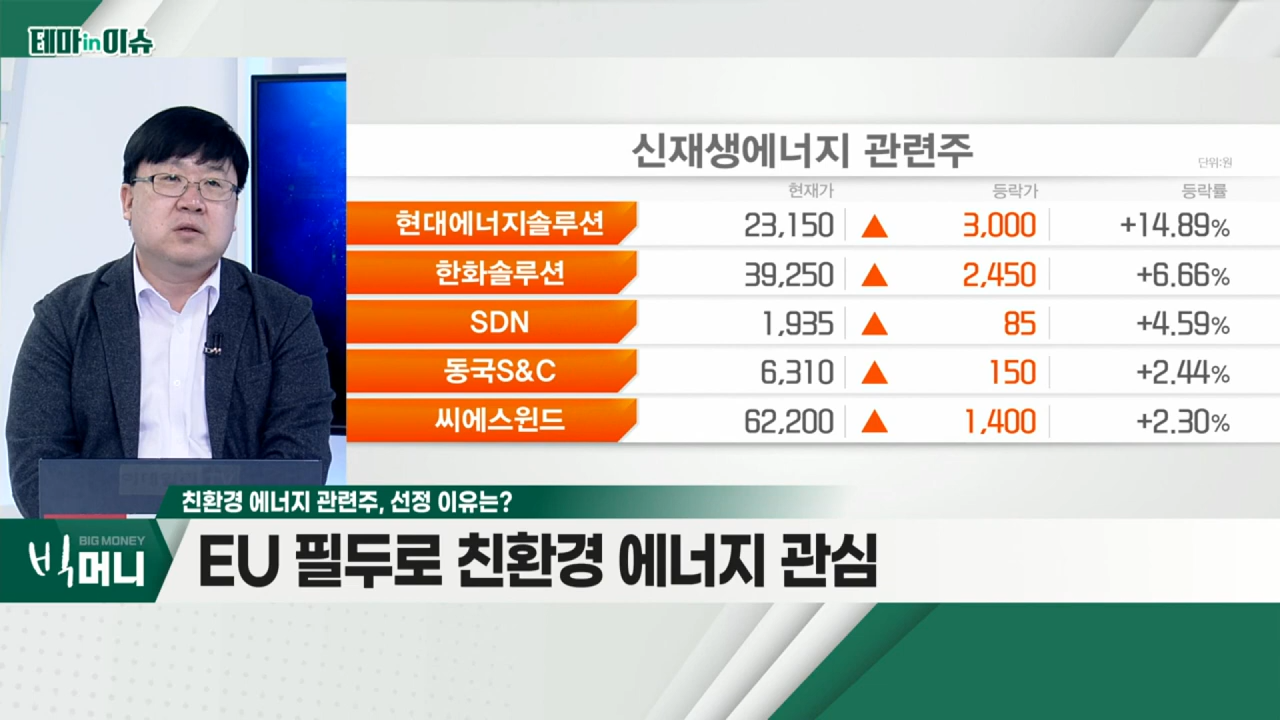 테마in이슈
신재생에너지 관련주
단위:원
현재가 등락가 등락률
현대에너지솔루션 23,150 ▲ 3,000 +14.89%
한화솔루션 39,250 ▲ 2,450 +6.66%
SDN 1,935 ▲ 85 +4.59%
동국S&C 6,310 ▲ 150 +2.44%
씨에스윈드 62,200 ▲ 1,400 +2.30%
친환경 에너지 관련주, 선정 이유는?
BIG MONEY
빅머니
EU 필두로 친환경 에너지 관심